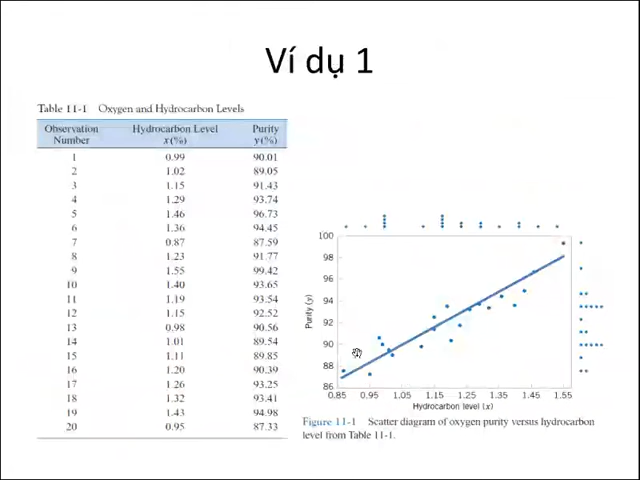 Ví dụ 1
Table 11-1 Oxygen and Hydrocarbon Levels
Observation Number Hydrocarbon Level x(%) Purity y(%)
1 0.99 90.01
2 1.02 89.05
3 1.15 91.43
4 1.29 93.74
5 1.46 96.73
6 1.36 94.45
7 0.87 87.59
8 1.23 91.77
9 1.55 99.42
10 1.40 93.65
11 1.19 93.54
12 1.15 92.52
13 0.98 90.56
14 1.01 89.54
15 1.11 89.85
16 1.20 90.39
17 1.26 93.25
18 1.32 93.41
19 1.43 94.98
20 0.95 87.33
100
98
96
94
92
90
88
86
Purity (y)
0.85 0.95 1.05 1.15 1.25 1.35 1.45 1.55
Hydrocarbon level (x)
Figure 11-1 Scatter diagram of oxygen purity versus hydrocarbon
level from Table 11-1.